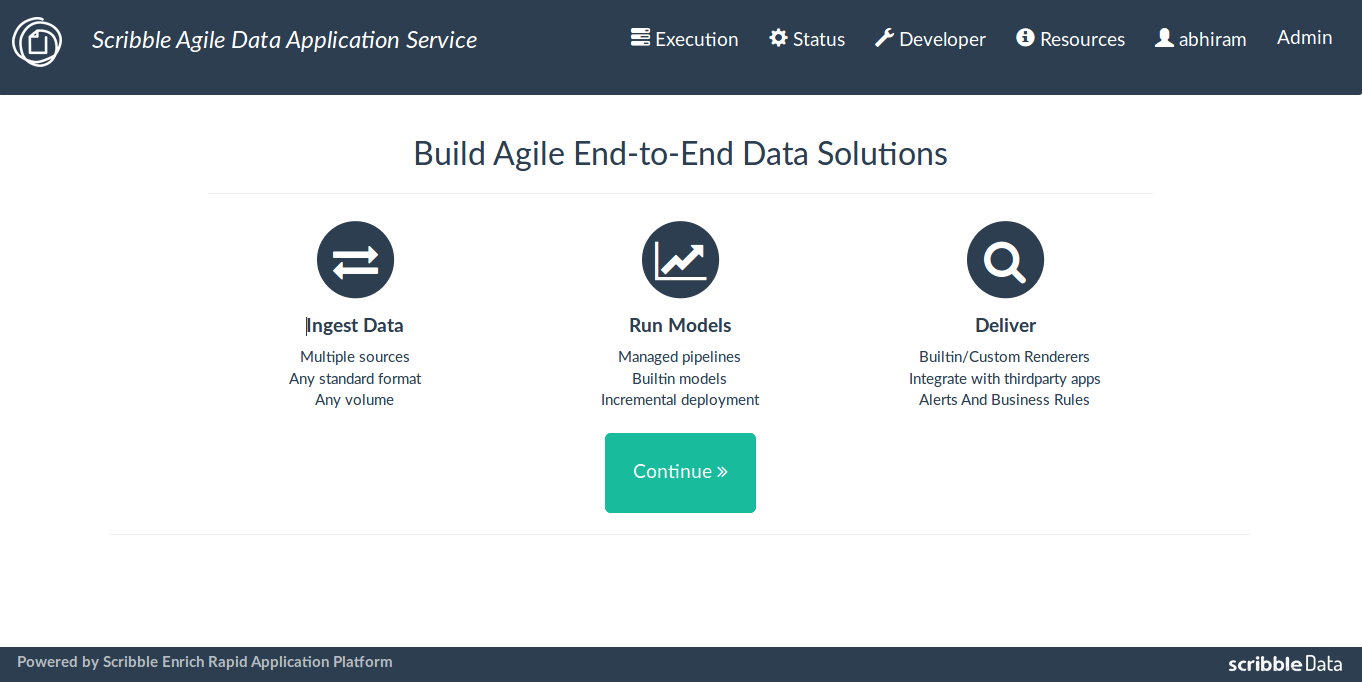 Scribble Agile Data Application Service
Execution Status Developer Resources abhiram Admin
Build Agile End-to-End Data Solutions
Ingest Data
Multiple sources
Any standard format
Any volume
Run Models
Managed pipelines
Builtin models
Incremental deployment
Deliver
Builtin/Custom Renderers
Integrate with thirdparty apps
Alerts And Business Rules
Continue »
Powered by Scribble Enrich Rapid Application Platform
scribble Data